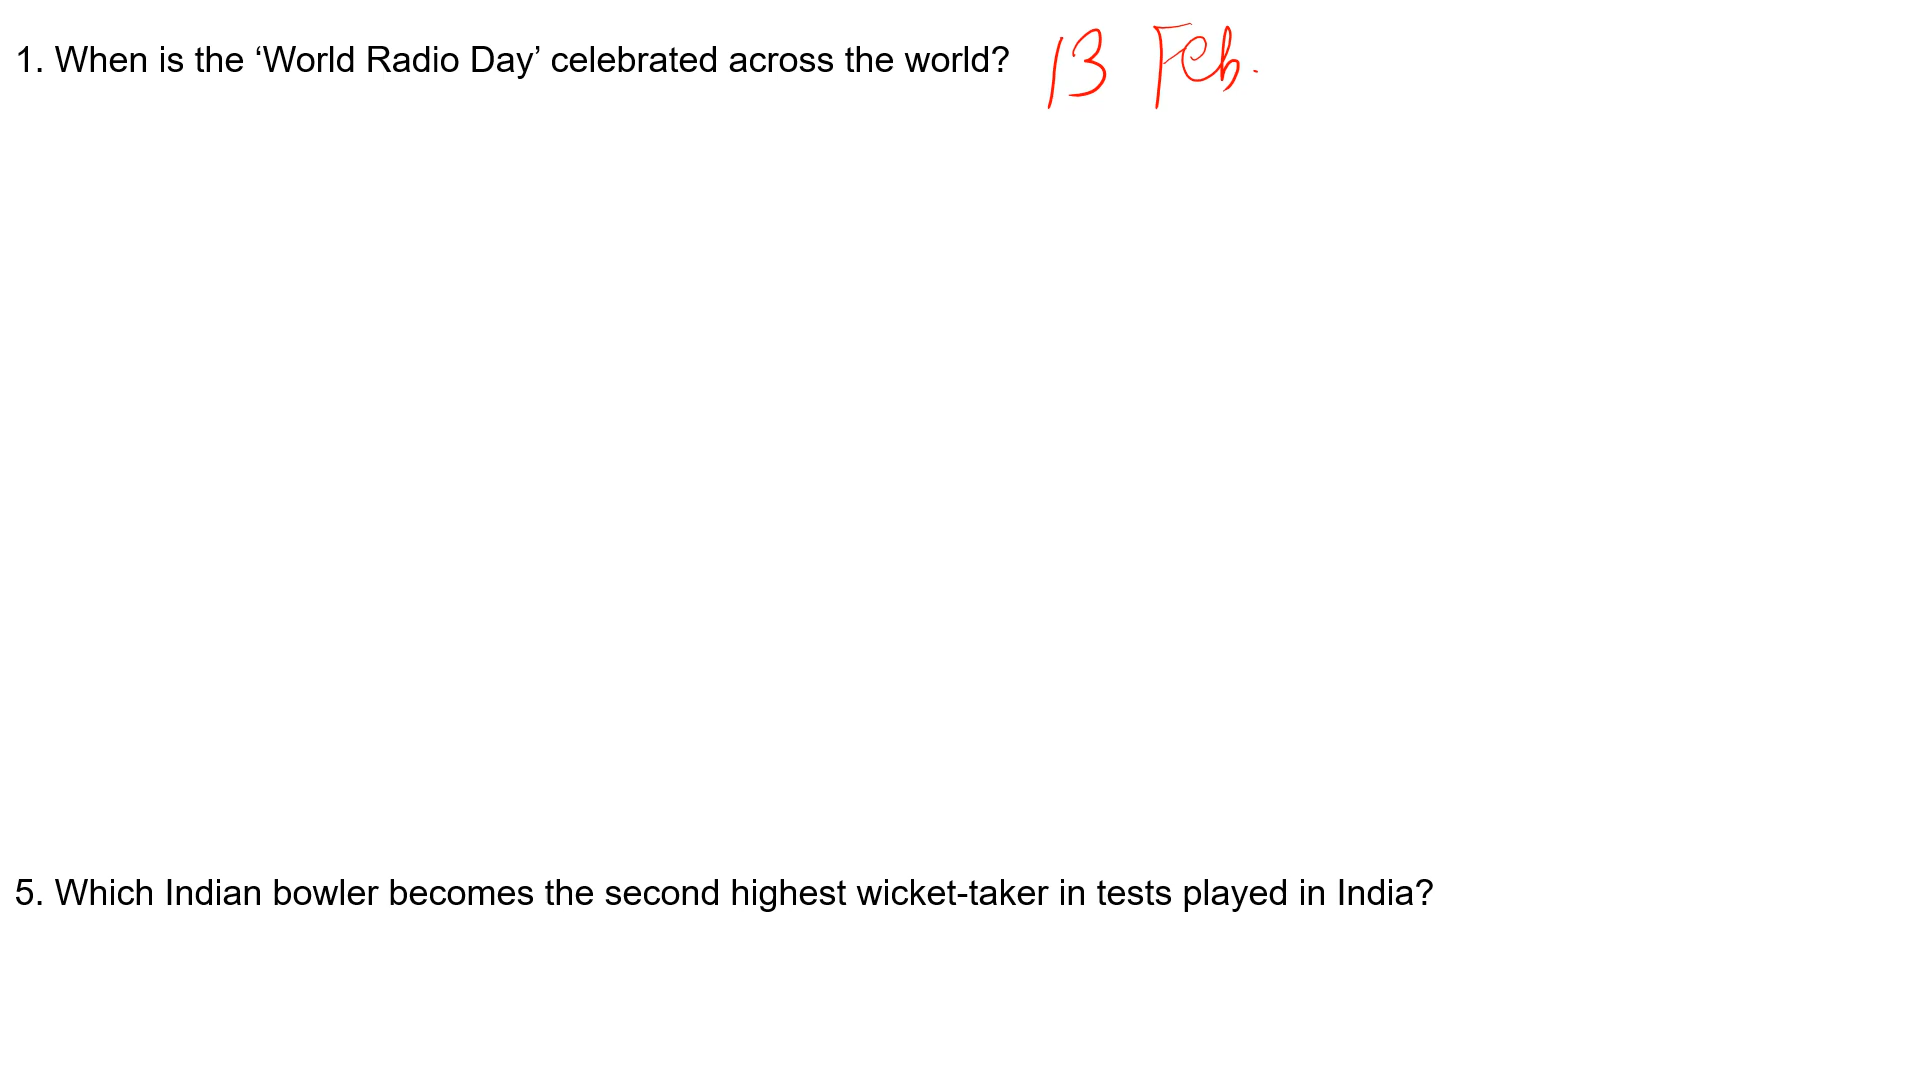 1. When is the ‘World Radio Day’ celebrated across the world? 13 Feb.
5. Which Indian bowler becomes the second highest wicket-taker in tests played in India?